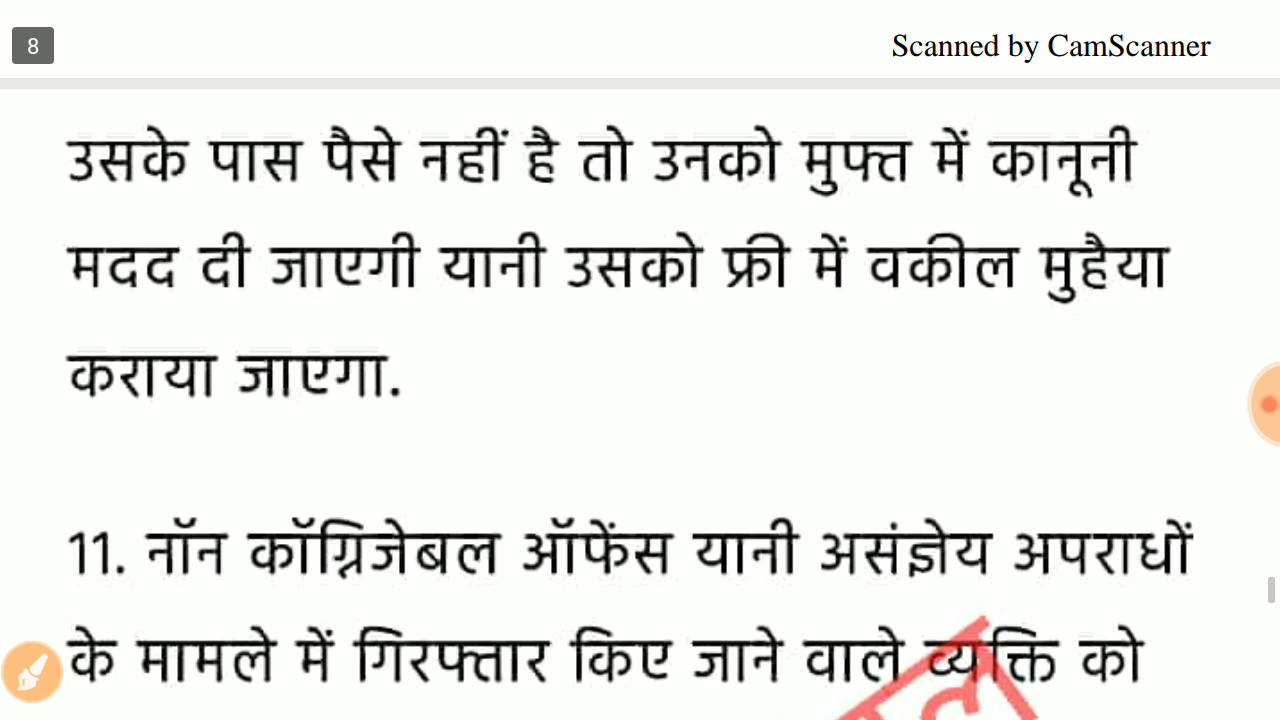 8
Scanned by CamScanner
उसके पास पैसे नहीं है तो उनको मुफ्त में कानूनी
मदद दी जाएगी यानी उसको फ्री में वकील मुहैया
कराया जाएगा.
11. नॉन कॉग्निजेबल ऑफेंस यानी असंज्ञेय अपराधों
के मामले में गिरफ्तार किए जाने वाले व्यक्ति को